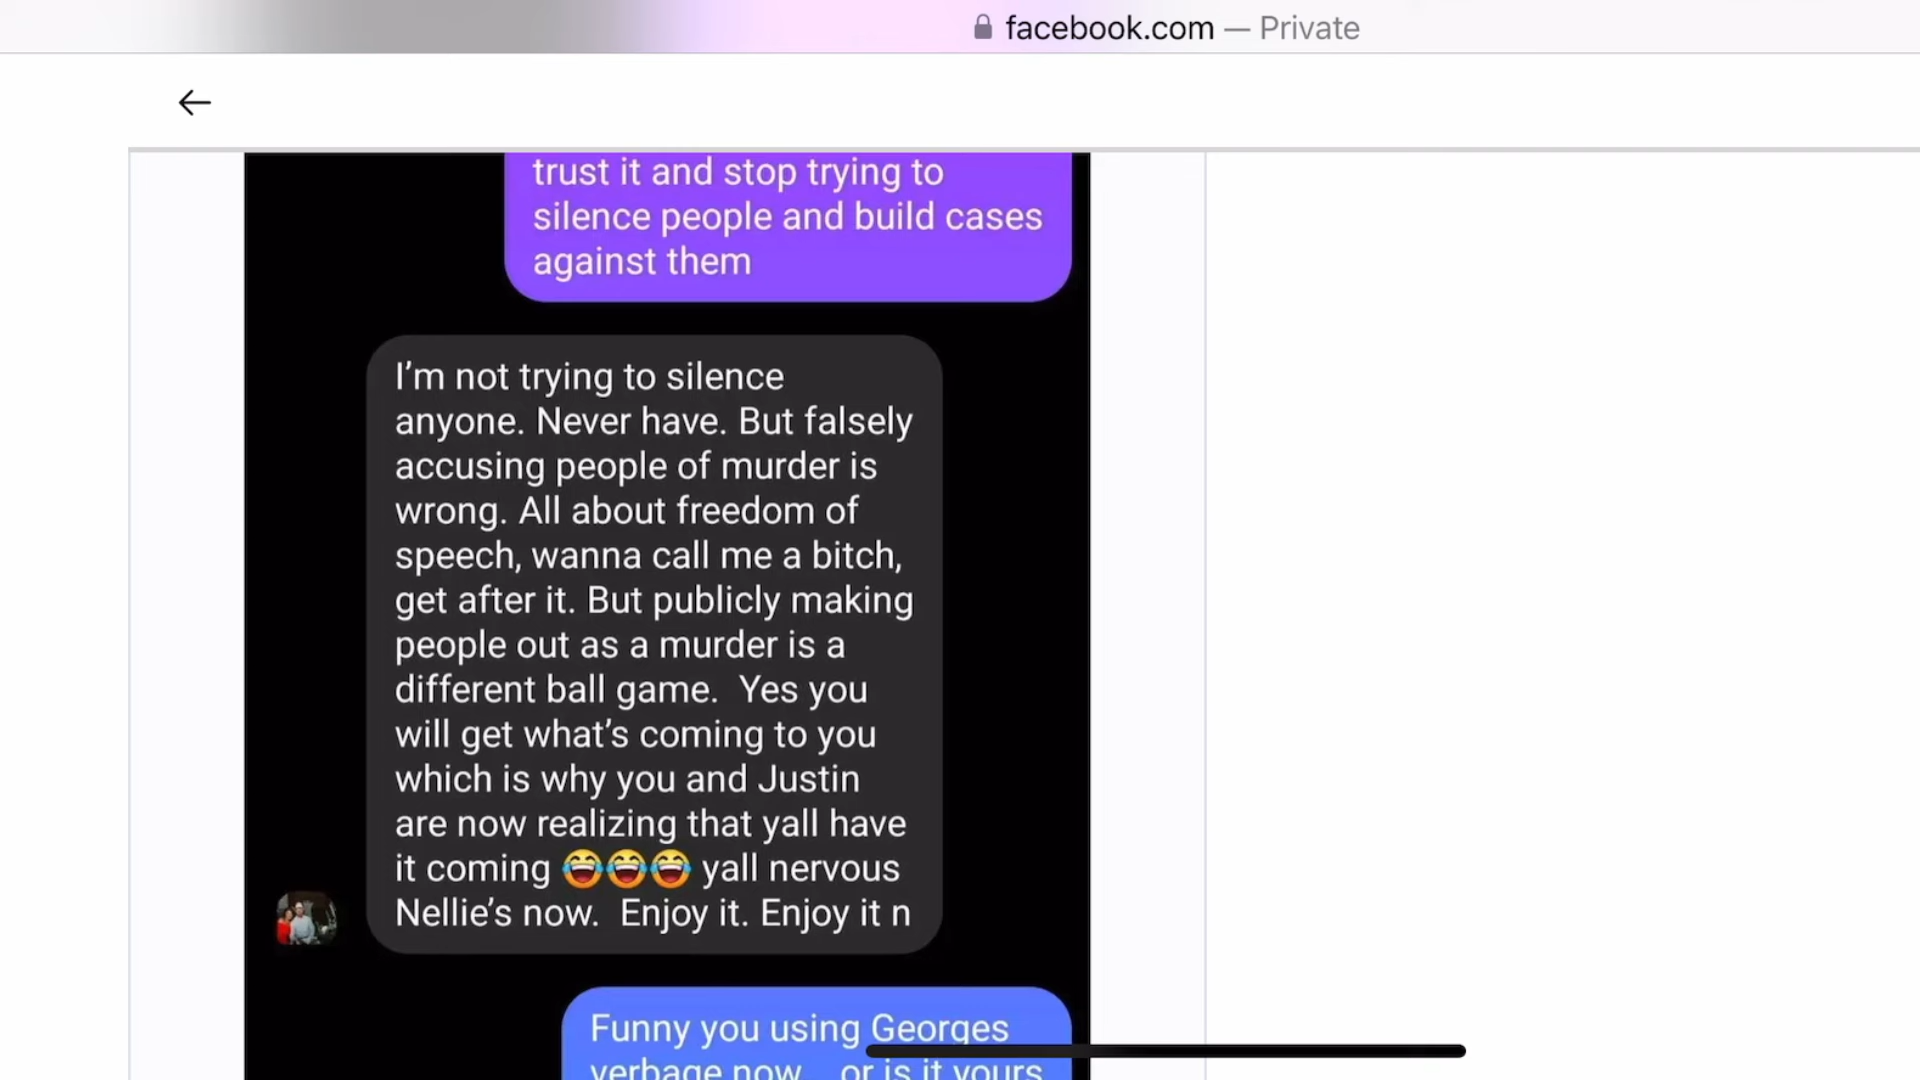 facebook.com — Private
trust it and stop trying to
silence people and build cases
against them
I’m not trying to silence
anyone. Never have. But falsely
accusing people of murder is
wrong. All about freedom of
speech, wanna call me a bitch,
get after it. But publicly making
people out as a murder is a
different ball game.  Yes you
will get what’s coming to you
which is why you and Justin
are now realizing that yall have
it coming 😂😂😂 yall nervous
Nellie’s now.  Enjoy it. Enjoy it n
Funny you using Georges
verbage now... or is it yours